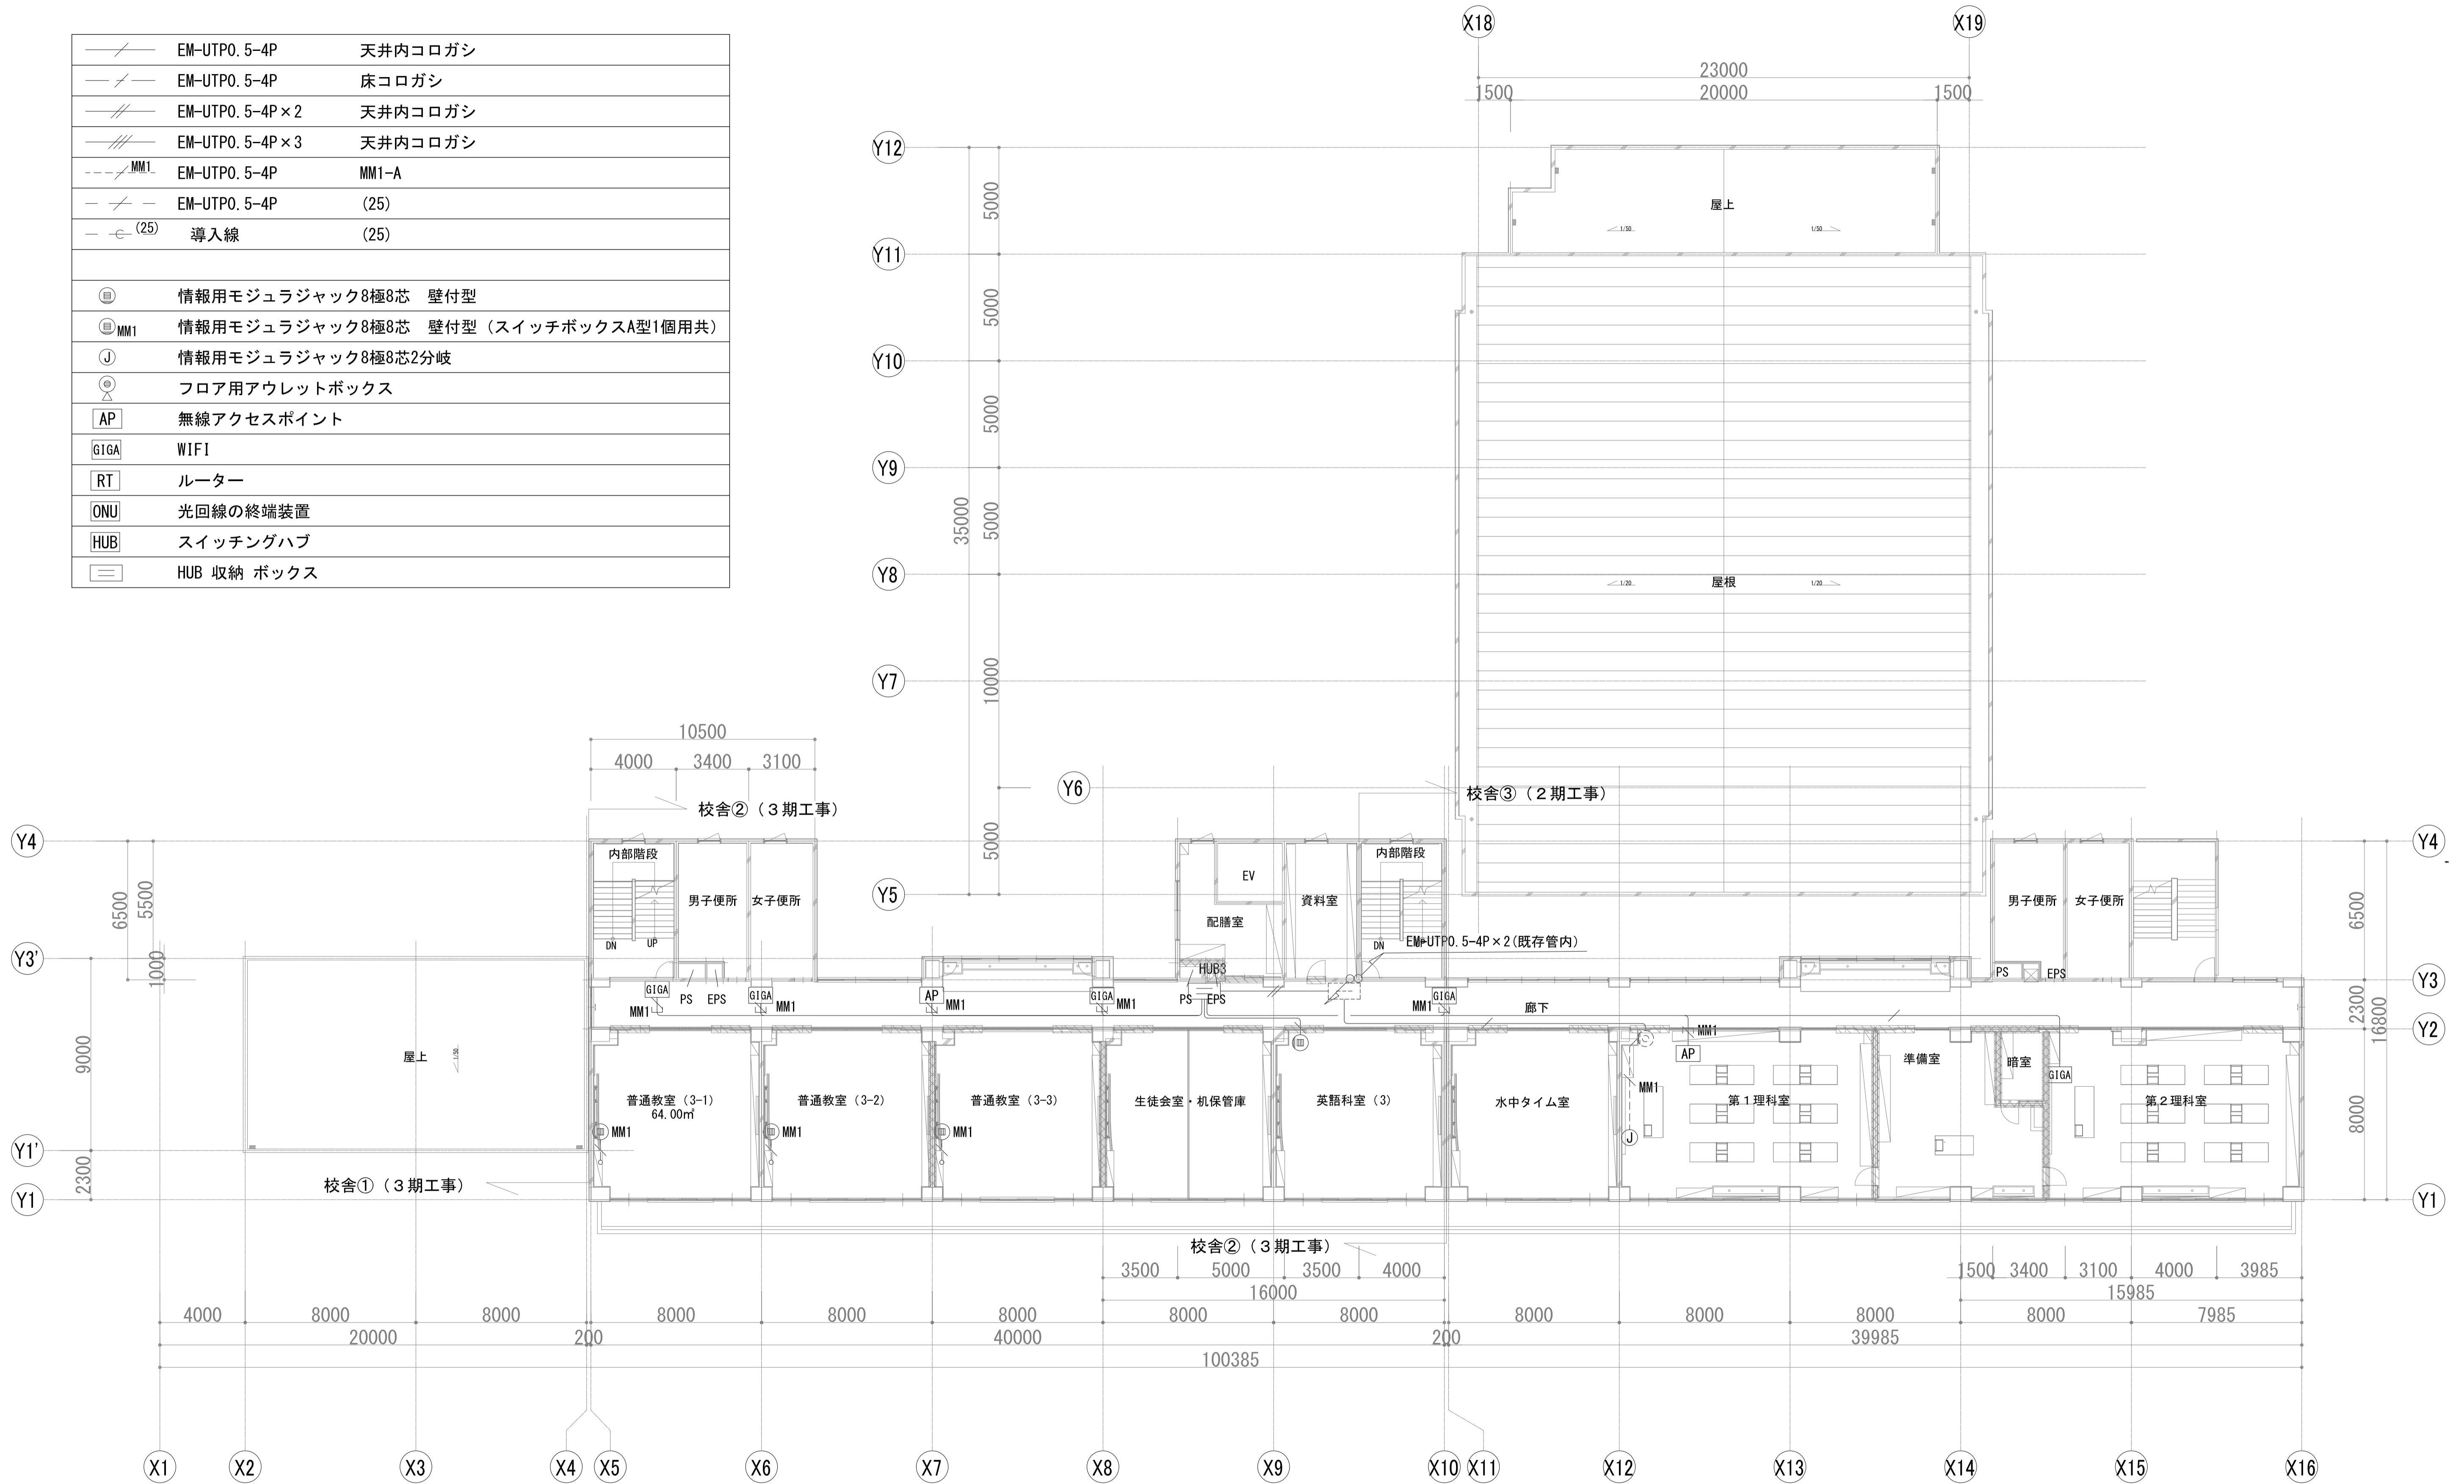 EM-UTP0.5-4P 天井内コロガシ
EM-UTP0.5-4P 床コロガシ
EM-UTP0.5-4P×2 天井内コロガシ
EM-UTP0.5-4P×3 天井内コロガシ
MM1 EM-UTP0.5-4P MM1-A
EM-UTP0.5-4P (25)
(25) 導入線 (25)
情報用モジュラジャック8極8芯 壁付型
MM1 情報用モジュラジャック8極8芯 壁付型（スイッチボックスA型1個用共）
J 情報用モジュラジャック8極8芯2分岐
フロア用アウレットボックス
AP 無線アクセスポイント
GIGA WIFI
RT ルーター
ONU 光回線の終端装置
HUB スイッチングハブ
HUB 収納 ボックス
X18 X19
23000
1500 20000 1500
Y12
5000
屋上
1/50 1/50
Y11
5000
Y10
5000
Y9
35000 5000
Y8
1/20 屋根 1/20
10000
Y7
Y6
5000
Y5
10500
4000 3400 3100
校舎②（３期工事）
校舎③（２期工事）
Y4 Y4
6500 5500 1000
内部階段 男子便所 女子便所
DN UP
EV 配膳室 資料室 内部階段
DN UP
男子便所 女子便所
6500
EM-UTP0.5-4P×2(既存管内)
Y3' Y3
HUB3
PS EPS PS EPS PS EPS
GIGA GIGA AP GIGA GIGA
MM1 MM1 MM1 MM1 MM1
廊下
2300 16800
Y2
MM1
AP
GIGA
MM1
J
9000
屋上
1/50
普通教室（3-1）
64.00㎡
普通教室（3-2）
普通教室（3-3）
生徒会室・机保管庫
英語科室（3）
水中タイム室
第１理科室
準備室
暗室
第２理科室
8000
MM1 MM1 MM1
Y1'
2300
校舎①（３期工事）
Y1 Y1
校舎②（３期工事）
3500 5000 3500 4000
1500 3400 3100 4000 3985
16000 15985
4000 8000 8000 8000 8000 8000 8000 8000 8000 8000 8000 8000 7985
20000 200 40000 200 39985
100385
X1 X2 X3 X4 X5 X6 X7 X8 X9 X10 X11 X12 X13 X14 X15 X16